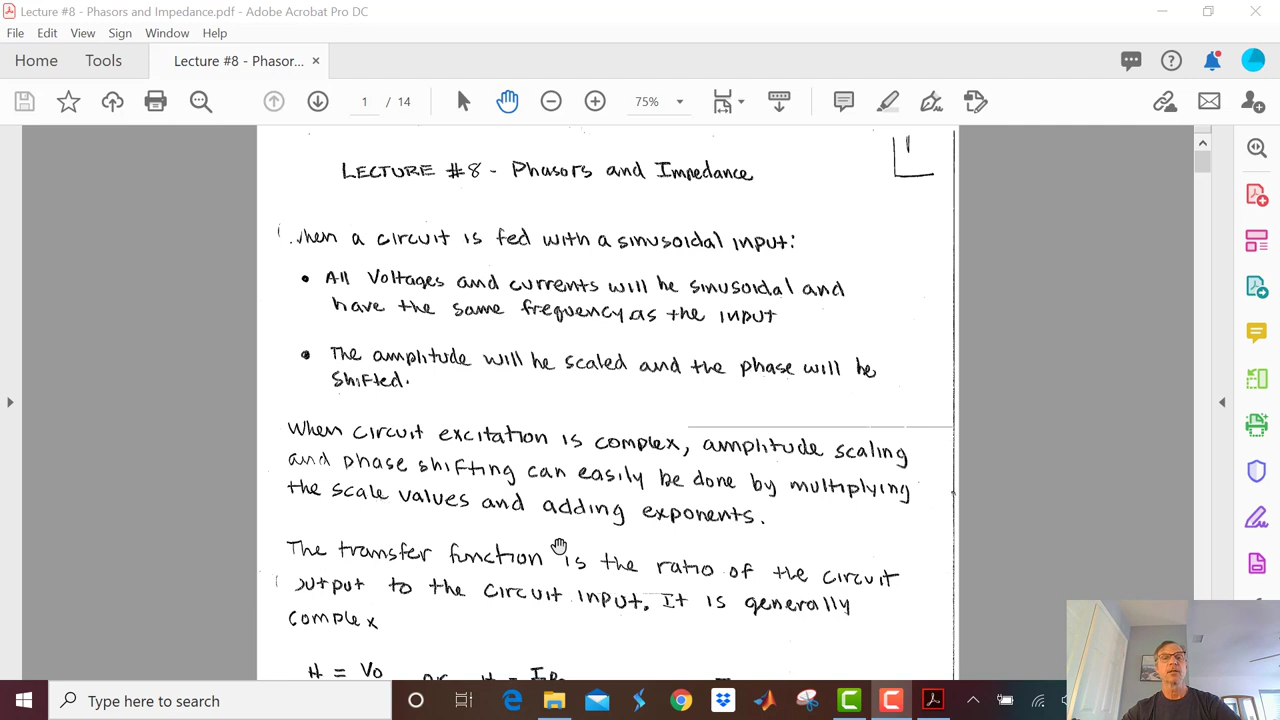 Lecture #8 - Phasors and Impedance.pdf - Adobe Acrobat Pro DC
File Edit View Sign Window Help
Home Tools Lecture #8 - Phasor... ×
1 / 14 75%
1
LECTURE #8 - Phasors and Impedance
when a circuit is fed with a sinusoidal input:
• All Voltages and currents will be sinusoidal and
have the same frequency as the input
• The amplitude will be scaled and the phase will be
shifted.
When circuit excitation is complex, amplitude scaling
and phase shifting can easily be done by multiplying
the scale values and adding exponents.
The transfer function is the ratio of the circuit
output to the circuit input. It is generally
complex
H = Vo or H =
Type here to search